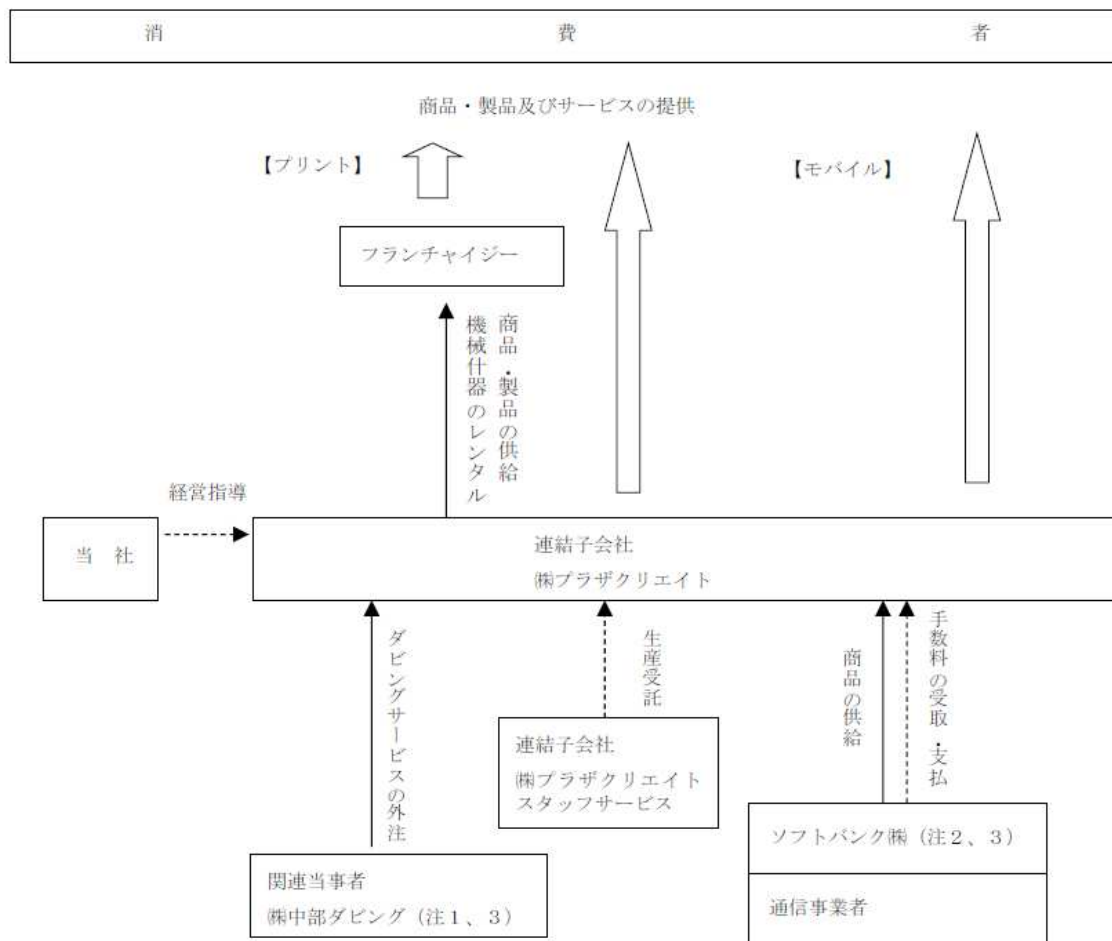 消費者
商品・製品及びサービスの提供
【プリント】
【モバイル】
フランチャイジー
商品・製品の供給
機械什器のレンタル
経営指導
当 社
連結子会社
㈱プラザクリエイト
ダビングサービスの外注
生産受託
商品の供給
手数料の受取・支払
連結子会社
㈱プラザクリエイト
スタッフサービス
ソフトバンク㈱（注２、３）
通信事業者
関連当事者
㈱中部ダビング（注１、３）